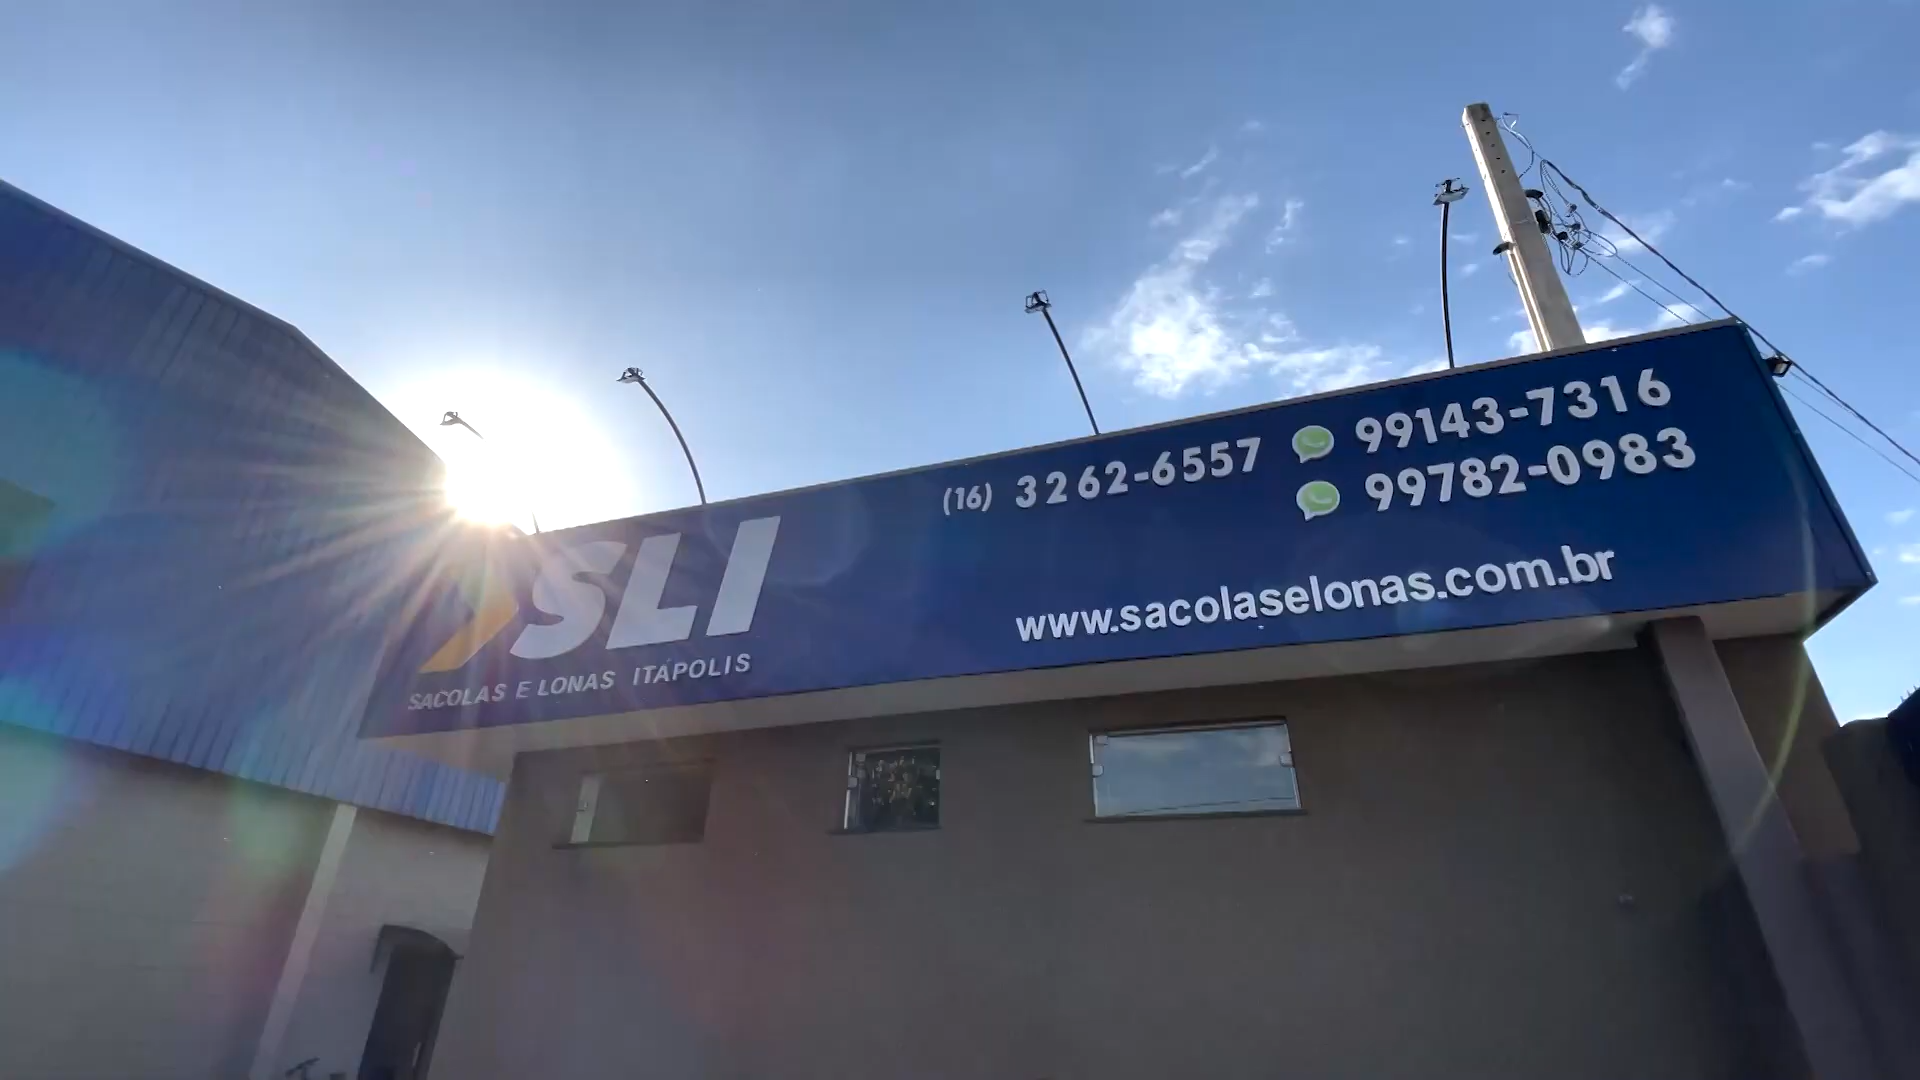 SLI
SACOLAS E LONAS ITÁPOLIS
(16) 3262-6557
99143-7316
99782-0983
www.sacolaselonas.com.br